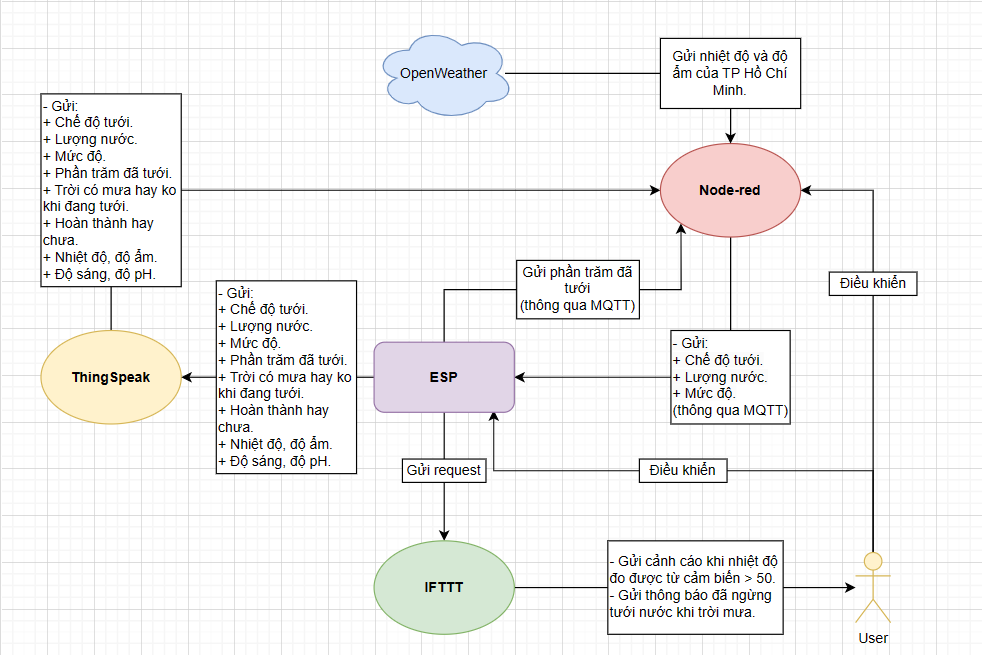 OpenWeather
Gửi nhiệt độ và độ
ẩm của TP Hồ Chí
Minh.
- Gửi:
+ Chế độ tưới.
+ Lượng nước.
+ Mức độ.
+ Phần trăm đã tưới.
+ Trời có mưa hay ko
khi đang tưới.
+ Hoàn thành hay
chưa.
+ Nhiệt độ, độ ẩm.
+ Độ sáng, độ pH.
Node-red
Gửi phần trăm đã
tưới
(thông qua MQTT)
Điều khiển
- Gửi:
+ Chế độ tưới.
+ Lượng nước.
+ Mức độ.
+ Phần trăm đã tưới.
+ Trời có mưa hay ko
khi đang tưới.
+ Hoàn thành hay
chưa.
+ Nhiệt độ, độ ẩm.
+ Độ sáng, độ pH.
- Gửi:
+ Chế độ tưới.
+ Lượng nước.
+ Mức độ.
(thông qua MQTT)
ThingSpeak
ESP
Gửi request
Điều khiển
IFTTT
- Gửi cảnh cáo khi nhiệt độ
đo được từ cảm biến > 50.
- Gửi thông báo đã ngừng
tưới nước khi trời mưa.
User